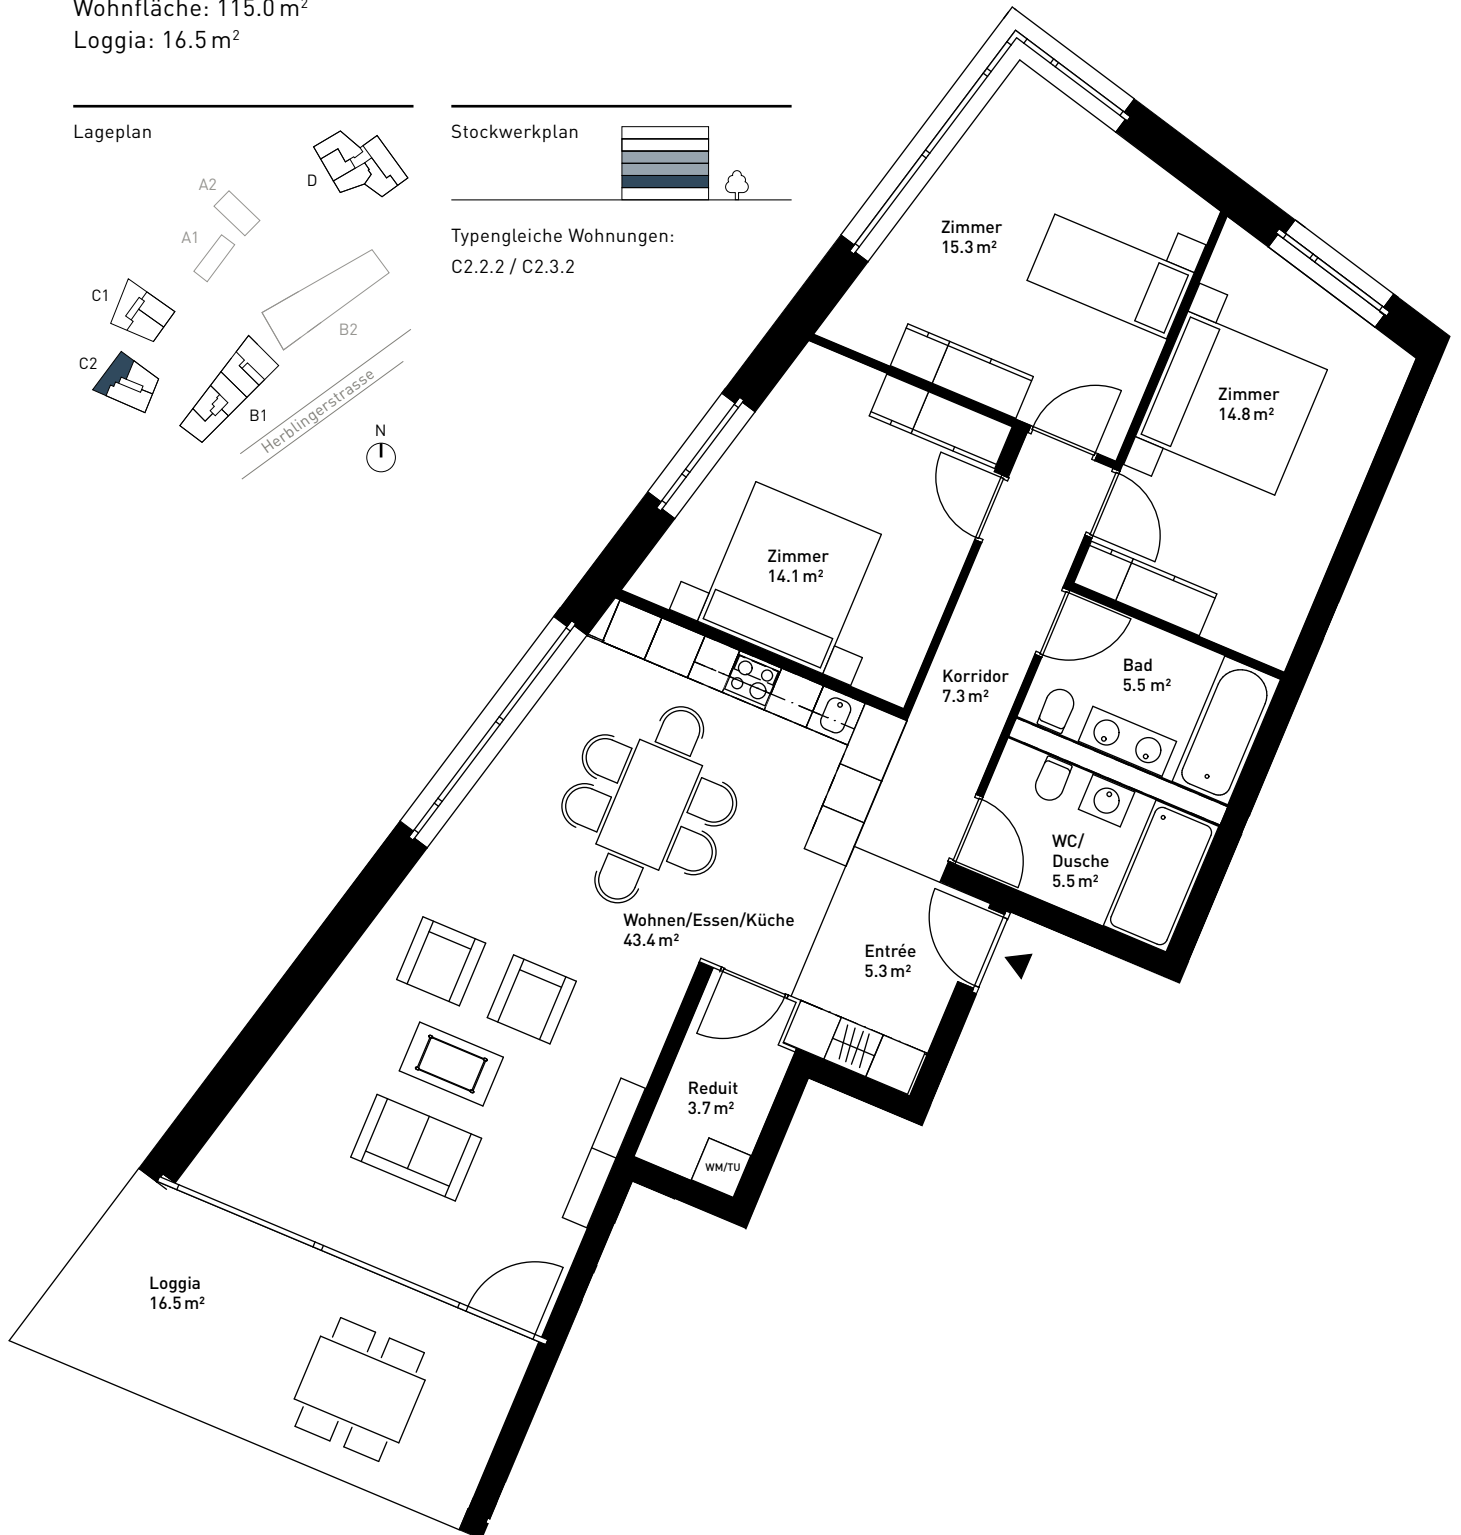 Wohnfläche: 115.0 m²
Loggia: 16.5 m²
Lageplan
A2
D
A1
C1
B2
C2
B1
Herblingerstrasse
N
Stockwerkplan
Typengleiche Wohnungen:
C2.2.2 / C2.3.2
Zimmer
15.3 m²
Zimmer
14.8 m²
Zimmer
14.1 m²
Korridor
7.3 m²
Bad
5.5 m²
WC/
Dusche
5.5 m²
Wohnen/Essen/Küche
43.4 m²
Entrée
5.3 m²
Reduit
3.7 m²
WM/TU
Loggia
16.5 m²